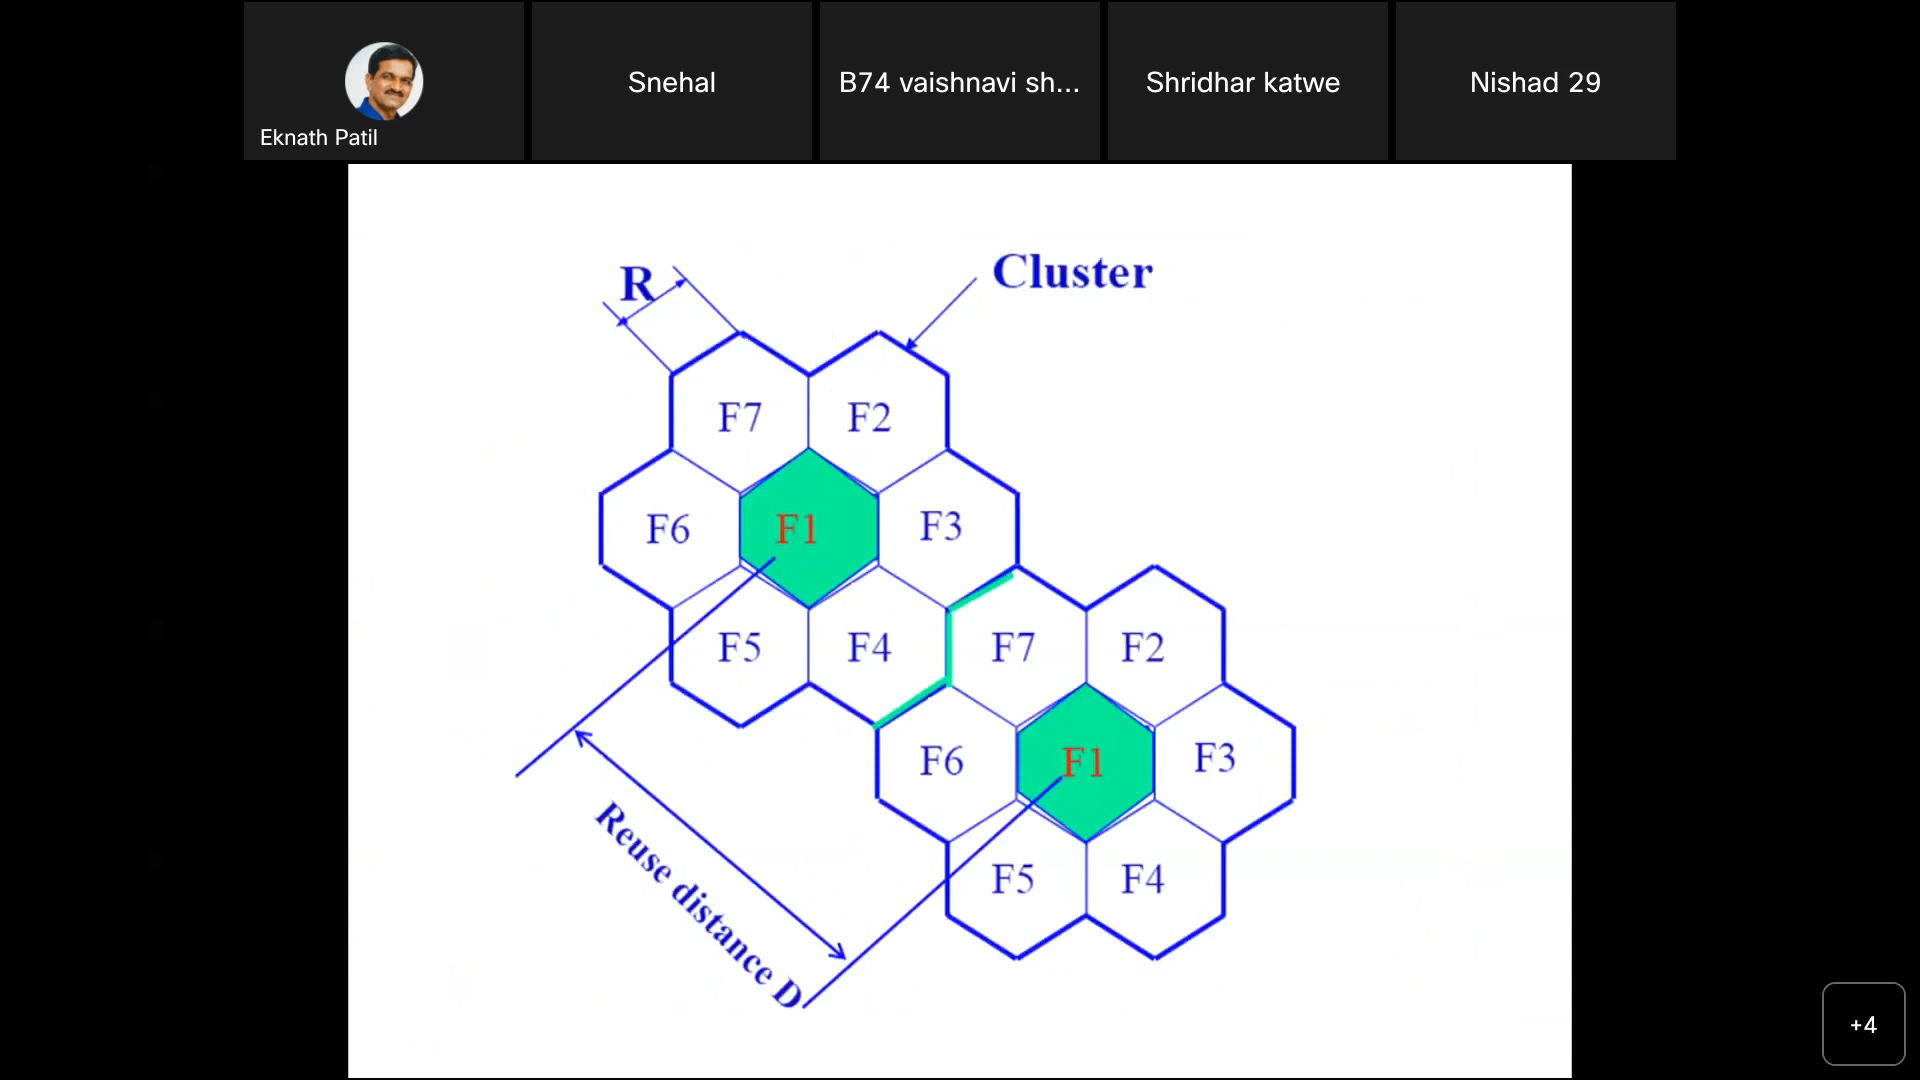 Eknath Patil
Snehal
B74 vaishnavi sh...
Shridhar katwe
Nishad 29
R
Cluster
F7
F2
F6
F1
F3
F5
F4
F7
F2
F6
F1
F3
F5
F4
Reuse distance D
+4